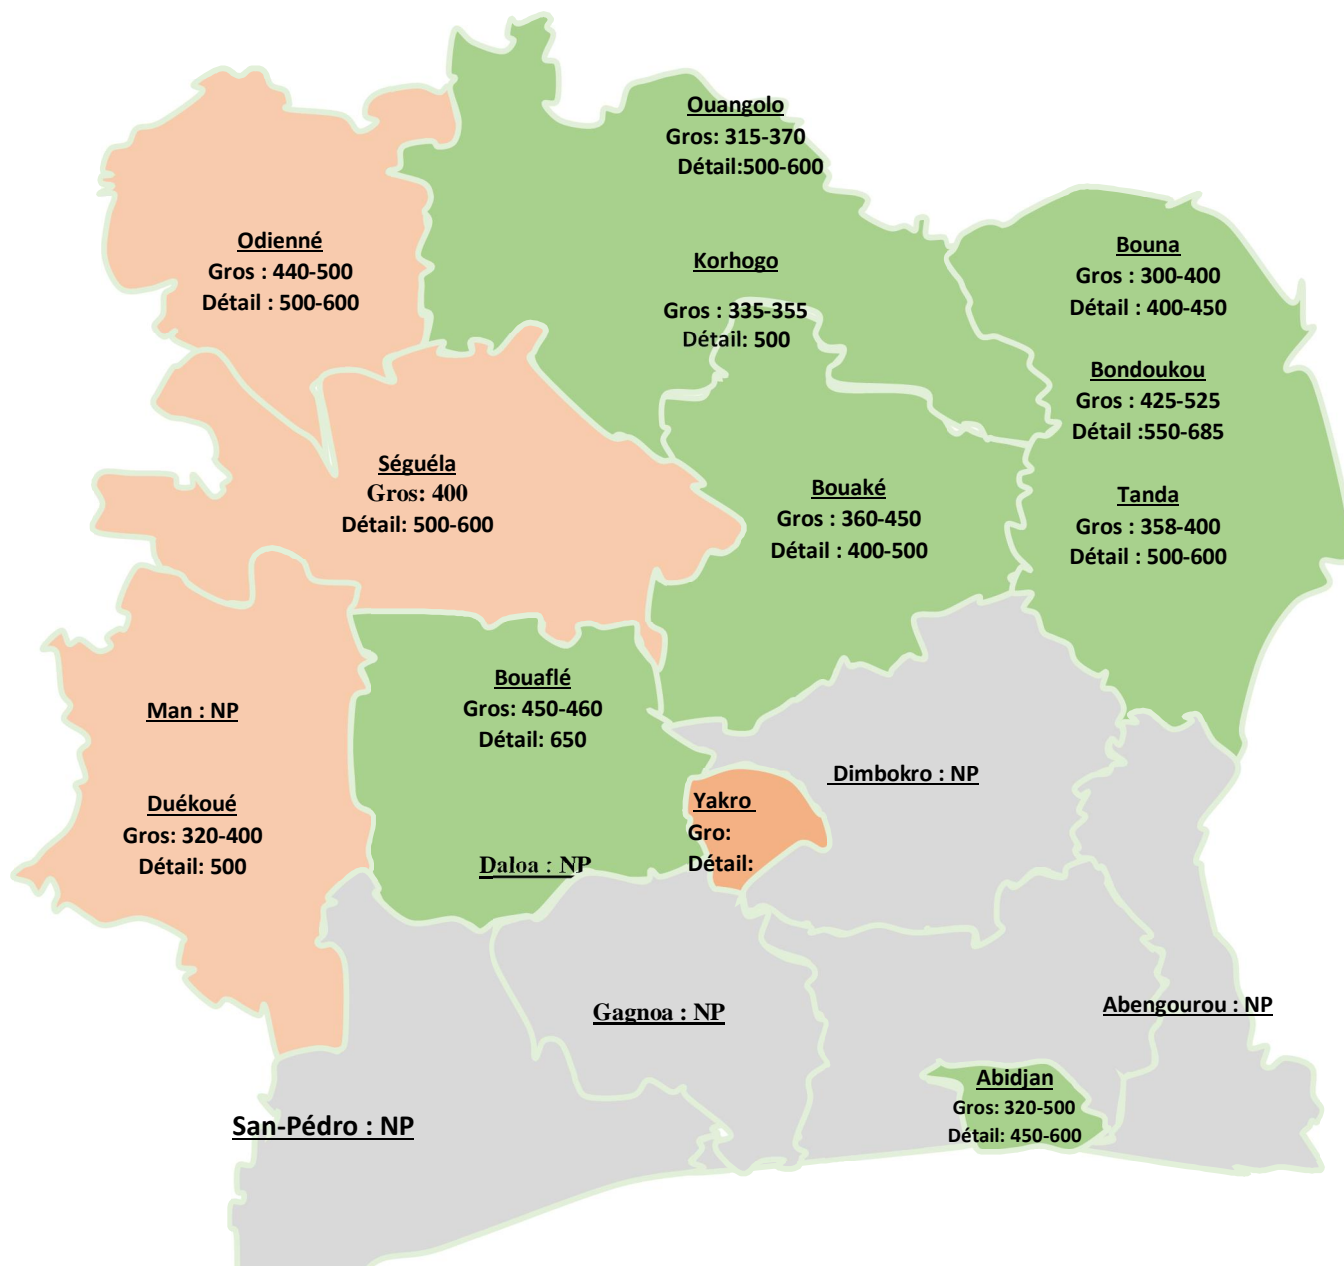 Ouangolo
Gros: 315-370
Détail:500-600
Odienné
Gros : 440-500
Détail : 500-600
Korhogo
Gros : 335-355
Détail: 500
Bouna
Gros : 300-400
Détail : 400-450
Bondoukou
Gros : 425-525
Détail :550-685
Tanda
Gros : 358-400
Détail : 500-600
Séguéla
Gros: 400
Détail: 500-600
Bouaké
Gros : 360-450
Détail : 400-500
Bouaflé
Gros: 450-460
Détail: 650
Man : NP
Duékoué
Gros: 320-400
Détail: 500
Daloa : NP
Yakro
Gro:
Détail:
Dimbokro : NP
Gagnoa : NP
Abengourou : NP
Abidjan
Gros: 320-500
Détail: 450-600
San-Pédro : NP